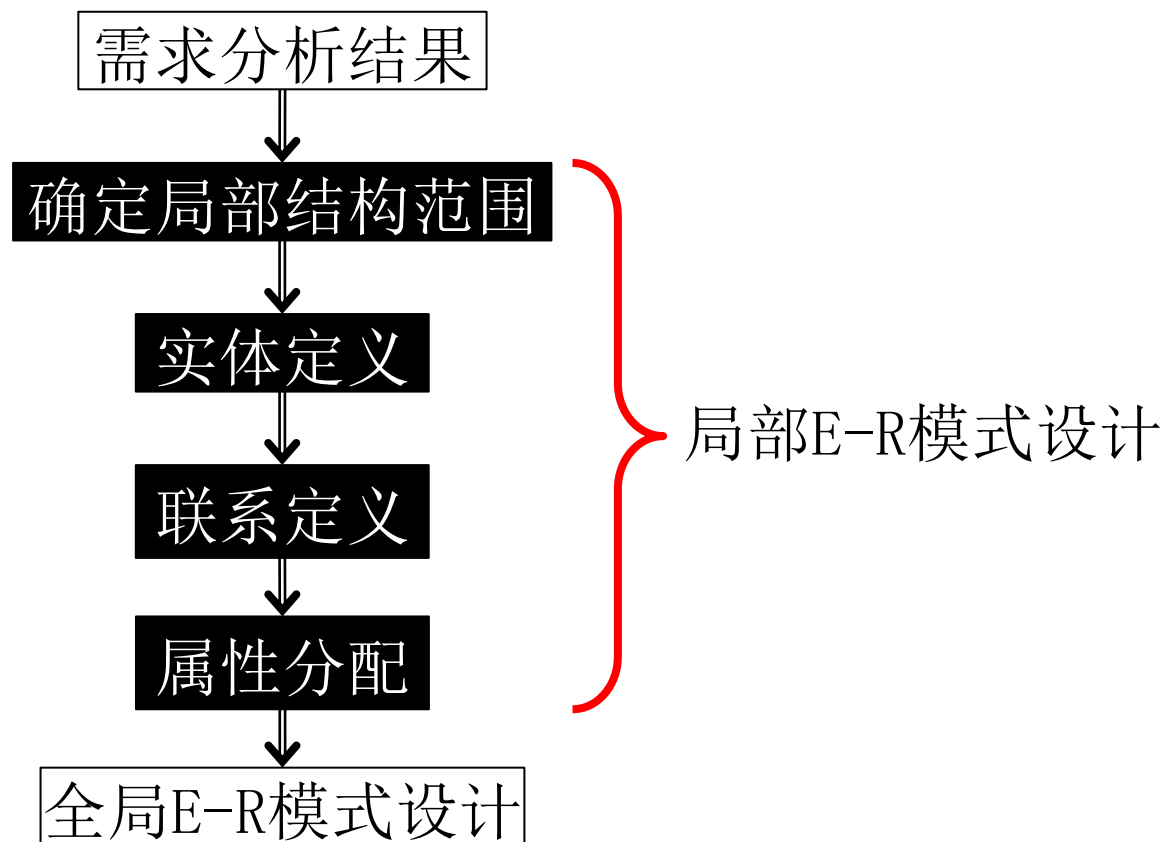 需求分析结果
确定局部结构范围
实体定义
联系定义
属性分配
局部E-R模式设计
全局E-R模式设计